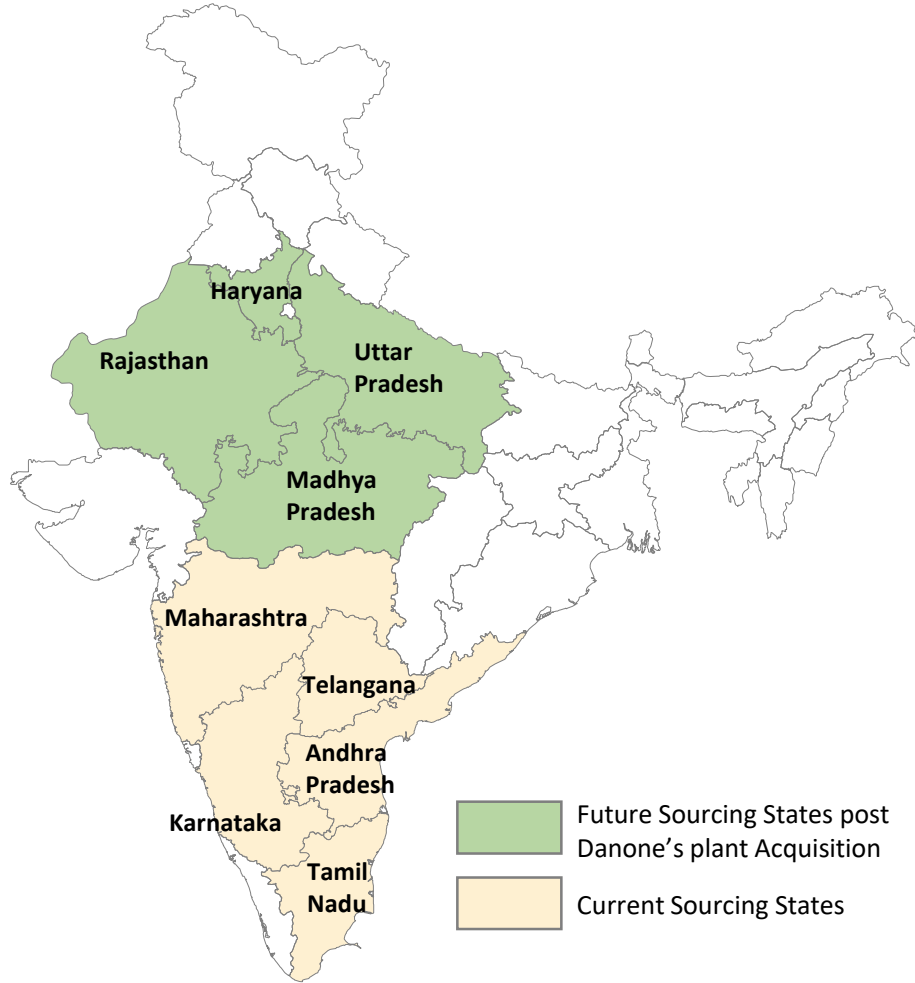 Haryana
Rajasthan
Uttar
Pradesh
Madhya
Pradesh
Maharashtra
Telangana
Andhra
Pradesh
Karnataka
Tamil
Nadu
Future Sourcing States post
Danone's plant Acquisition
Current Sourcing States